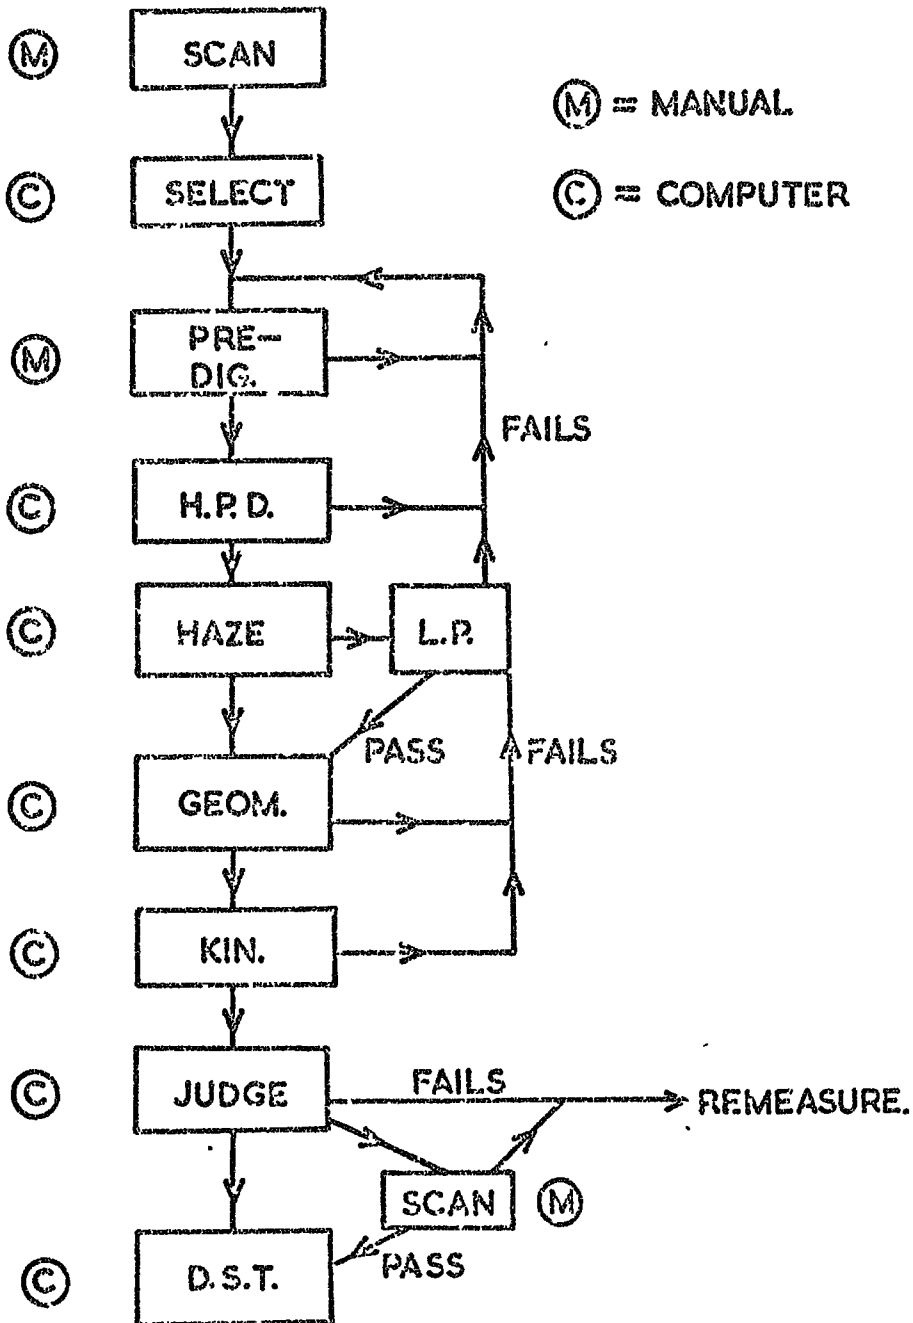 M SCAN
M = MANUAL
C SELECT
C = COMPUTER
M PRE-
DIG.
FAILS
C H.P.D.
C HAZE
L.P.
PASS
FAILS
C GEOM.
C KIN.
C JUDGE
FAILS
REMEASURE.
SCAN M
PASS
C D.S.T.